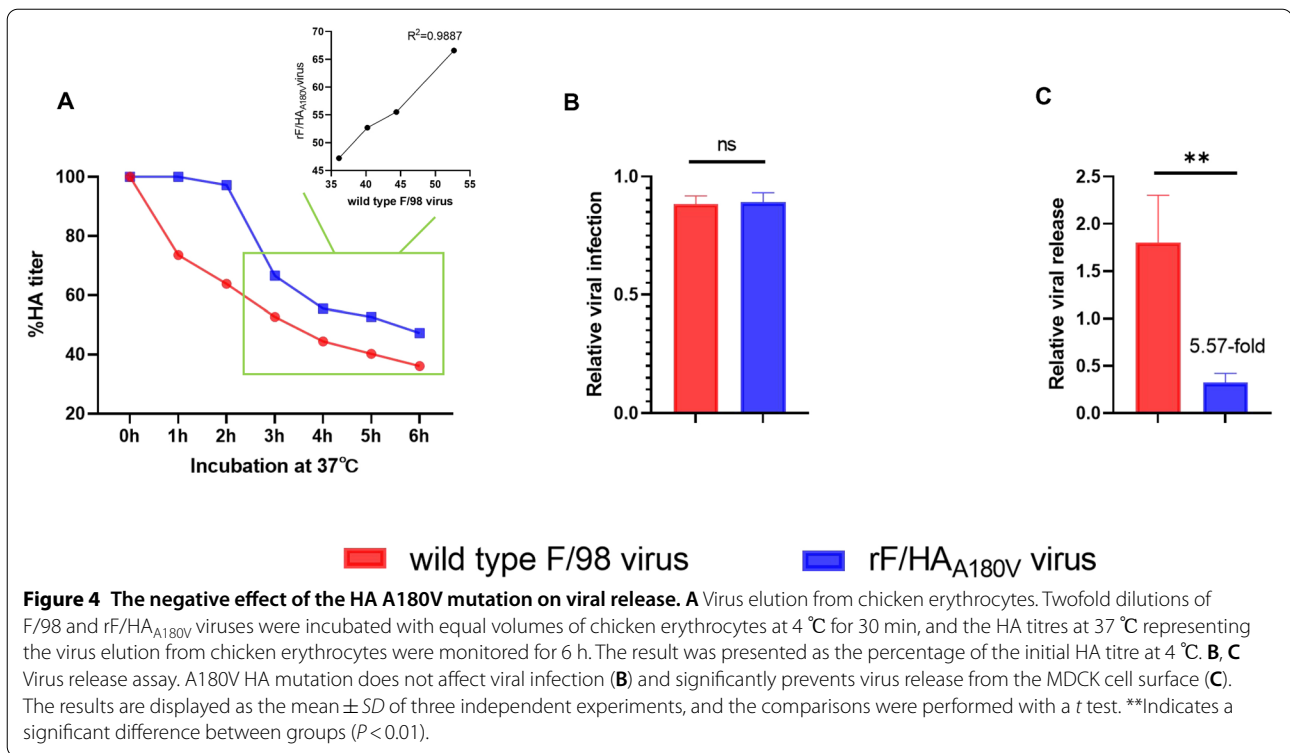 A
R²=0.9887
rF/HA_A180V virus
70
65
60
55
50
45
35
40
45
50
55
wild type F/98 virus
%HA titer
100
80
60
40
20
0h 1h 2h 3h 4h 5h 6h
Incubation at 37℃
B
ns
Relative viral infection
1.0
0.5
0.0
C
**
Relative viral release
2.5
2.0
1.5
1.0
0.5
0.0
5.57-fold
wild type F/98 virus
rF/HA_A180V virus
Figure 4 The negative effect of the HA A180V mutation on viral release. A Virus elution from chicken erythrocytes. Twofold dilutions of
F/98 and rF/HA_A180V viruses were incubated with equal volumes of chicken erythrocytes at 4 ℃ for 30 min, and the HA titres at 37 ℃ representing
the virus elution from chicken erythrocytes were monitored for 6 h. The result was presented as the percentage of the initial HA titre at 4 ℃. B, C
Virus release assay. A180V HA mutation does not affect viral infection (B) and significantly prevents virus release from the MDCK cell surface (C).
The results are displayed as the mean ± SD of three independent experiments, and the comparisons were performed with a t test. **Indicates a
significant difference between groups (P < 0.01).